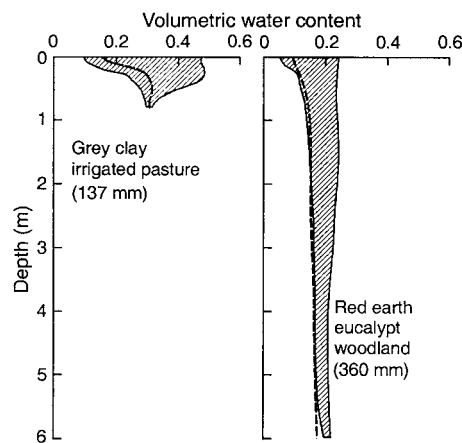 Volumetric water content
0 0.2 0.4 0.6 0 0.2 0.4 0.6
0
1
2
3
4
5
6
Depth (m)
Grey clay
irrigated pasture
(137 mm)
Red earth
eucalypt
woodland
(360 mm)